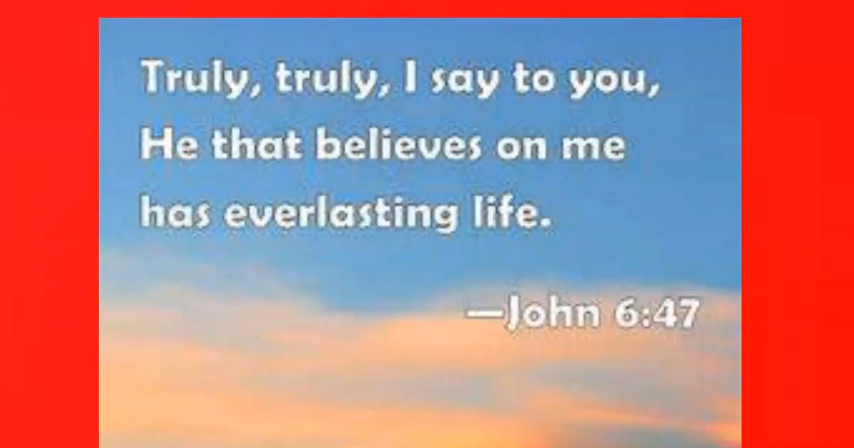 Truly, truly, I say to you,
He that believes on me
has everlasting life.
—John 6:47